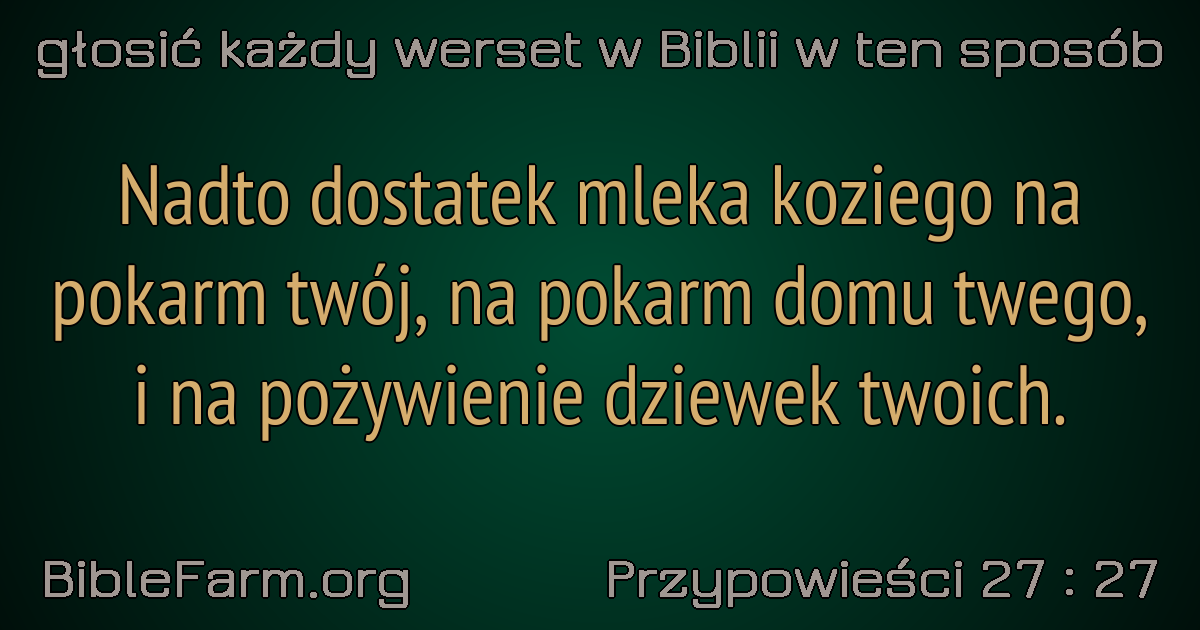 głosić każdy werset w Biblii w ten sposób
Nadto dostatek mleka koziego na
pokarm twój, na pokarm domu twego,
i na pożywienie dziewek twoich.
BibleFarm.org
Przypowieści 27 : 27